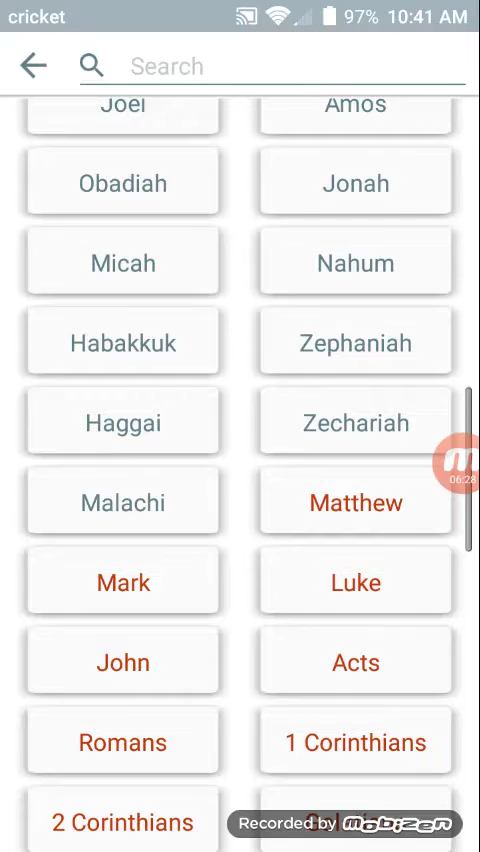 cricket 97% 10:41 AM
Search
Joel Amos
Obadiah Jonah
Micah Nahum
Habakkuk Zephaniah
Haggai Zechariah
Malachi Matthew
06:28
Mark Luke
John Acts
Romans 1 Corinthians
2 Corinthians
Recorded by MOBIZEN